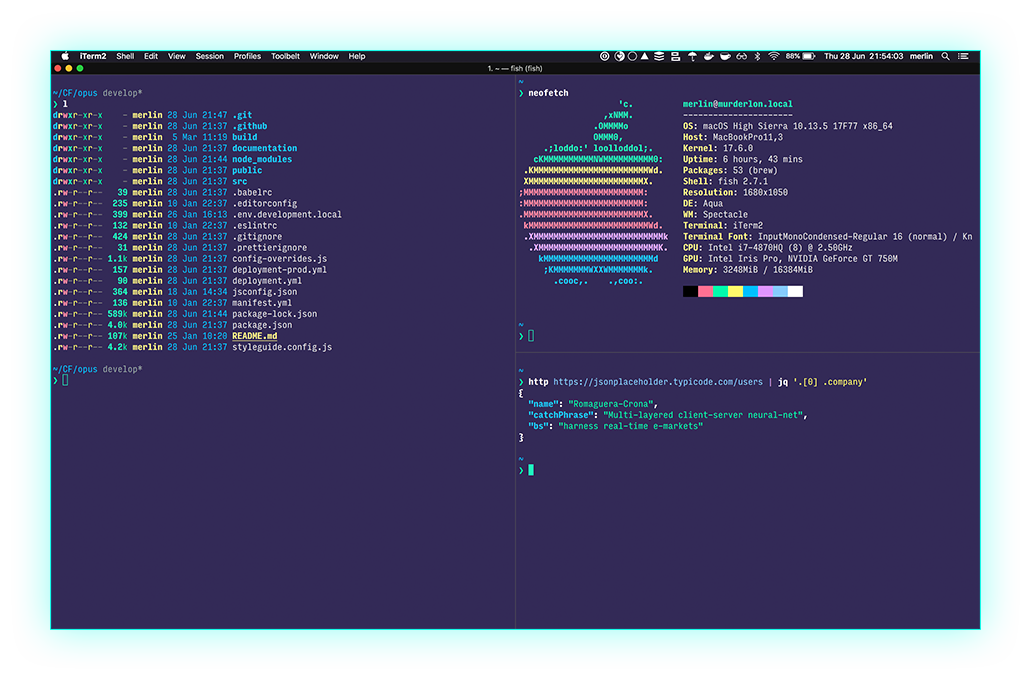 iTerm2 Shell Edit View Session Profiles Toolbelt Window Help 88% Thu 28 Jun 21:54:03 merlin
1. ~ — fish (fish)
~/CF/opus develop*
❯ l
drwxr-xr-x - merlin 28 Jun 21:47 .git
drwxr-xr-x - merlin 28 Jun 21:37 .github
drwxr-xr-x - merlin 5 Mar 11:19 build
drwxr-xr-x - merlin 28 Jun 21:37 documentation
drwxr-xr-x - merlin 28 Jun 21:44 node_modules
drwxr-xr-x - merlin 28 Jun 21:37 public
drwxr-xr-x - merlin 28 Jun 21:37 src
.rw-r--r-- 39 merlin 28 Jun 21:37 .babelrc
.rw-r--r-- 235 merlin 10 Jan 22:37 .editorconfig
.rw-r--r-- 399 merlin 26 Jan 16:13 .env.development.local
.rw-r--r-- 132 merlin 10 Jan 22:37 .eslintrc
.rw-r--r-- 424 merlin 28 Jun 21:37 .gitignore
.rw-r--r-- 31 merlin 28 Jun 21:37 .prettierignore
.rw-r--r-- 1.1k merlin 28 Jun 21:37 config-overrides.js
.rw-r--r-- 157 merlin 28 Jun 21:37 deployment-prod.yml
.rw-r--r-- 90 merlin 28 Jun 21:37 deployment.yml
.rw-r--r-- 364 merlin 18 Jan 14:34 jsconfig.json
.rw-r--r-- 136 merlin 10 Jan 22:37 manifest.yml
.rw-r--r-- 589k merlin 28 Jun 21:44 package-lock.json
.rw-r--r-- 4.0k merlin 28 Jun 21:37 package.json
.rw-r--r-- 107k merlin 25 Jan 10:20 README.md
.rw-r--r-- 4.2k merlin 28 Jun 21:37 styleguide.config.js
~/CF/opus develop*
❯
~
❯ neofetch
'c.
,xNMM.
.OMMMMo
OMMM0,
.;loddo:' loolloddol;.
cKMMMMMMMMMMNWMMMMMMMMMM0:
.KMMMMMMMMMMMMMMMMMMMMMMMWd.
XMMMMMMMMMMMMMMMMMMMMMMMX.
;MMMMMMMMMMMMMMMMMMMMMMMM:
:MMMMMMMMMMMMMMMMMMMMMMMM:
.MMMMMMMMMMMMMMMMMMMMMMMMX.
kMMMMMMMMMMMMMMMMMMMMMMMMWd.
.XMMMMMMMMMMMMMMMMMMMMMMMMMMk
.XMMMMMMMMMMMMMMMMMMMMMMMMK.
kMMMMMMMMMMMMMMMMMMMMMMd
;KMMMMMMMWXXWMMMMMMMk.
.cooc,. .,coo:.
merlin@murderlon.local
----------------------
OS: macOS High Sierra 10.13.5 17F77 x86_64
Host: MacBookPro11,3
Kernel: 17.6.0
Uptime: 6 hours, 43 mins
Packages: 53 (brew)
Shell: fish 2.7.1
Resolution: 1680x1050
DE: Aqua
WM: Spectacle
Terminal: iTerm2
Terminal Font: InputMonoCondensed-Regular 16 (normal) / Kn
CPU: Intel i7-4870HQ (8) @ 2.50GHz
GPU: Intel Iris Pro, NVIDIA GeForce GT 750M
Memory: 3248MiB / 16384MiB
~
❯
~
❯ http https://jsonplaceholder.typicode.com/users | jq '.[0] .company'
{
"name": "Romaguera-Crona",
"catchPhrase": "Multi-layered client-server neural-net",
"bs": "harness real-time e-markets"
}
~
❯